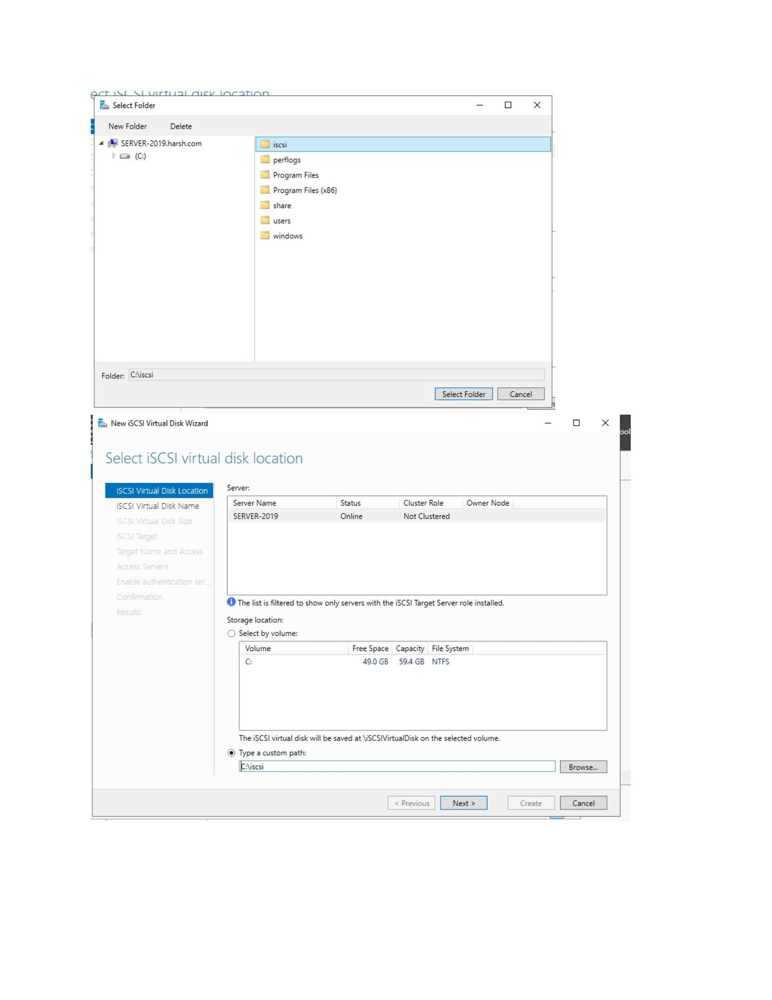 ect iSCSI virtual disk location
Select Folder
New Folder Delete
SERVER-2019.harsh.com
(C:)
iscsi
perflogs
Program Files
Program Files (x86)
share
users
windows
Folder: C:\iscsi
Select Folder Cancel
New iSCSI Virtual Disk Wizard
ool
Select iSCSI virtual disk location
iSCSI Virtual Disk Location
iSCSI Virtual Disk Name
iSCSI Virtual Disk Size
iSCSI Target
Target Name and Access
Access Servers
Enable authentication ser...
Confirmation
Results
Server:
Server Name Status Cluster Role Owner Node
SERVER-2019 Online Not Clustered
The list is filtered to show only servers with the iSCSI Target Server role installed.
Storage location:
Select by volume:
Volume Free Space Capacity File System
C: 49.0 GB 59.4 GB NTFS
The iSCSI virtual disk will be saved at \iSCSIVirtualDisk on the selected volume.
Type a custom path:
C:\iscsi Browse...
< Previous Next > Create Cancel